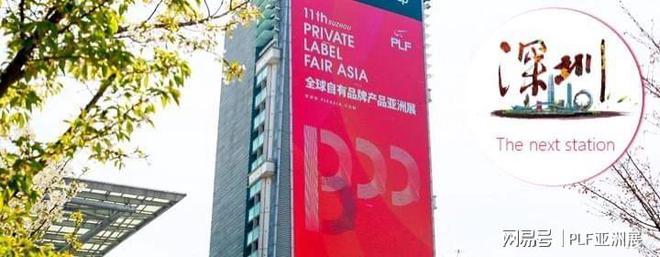 11th SUZHOU
PRIVATE
LABEL
FAIR ASIA
PLF
全球自有品牌产品亚洲展
WWW.PLFASIA.COM
深圳
The next station
网易号 | PLF亚洲展